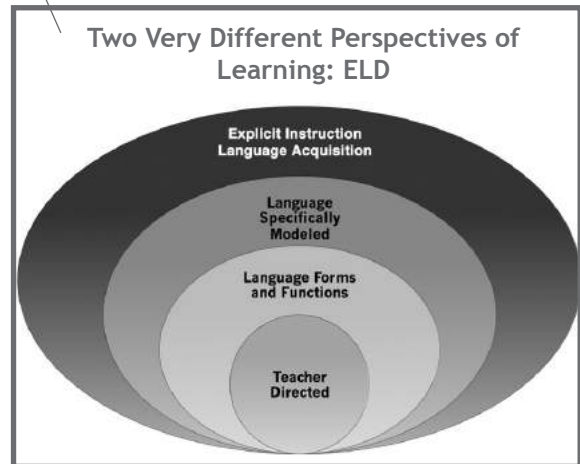 Two Very Different Perspectives of
Learning: ELD
Explicit Instruction
Language Acquisition
Language
Specifically
Modeled
Language Forms
and Functions
Teacher
Directed